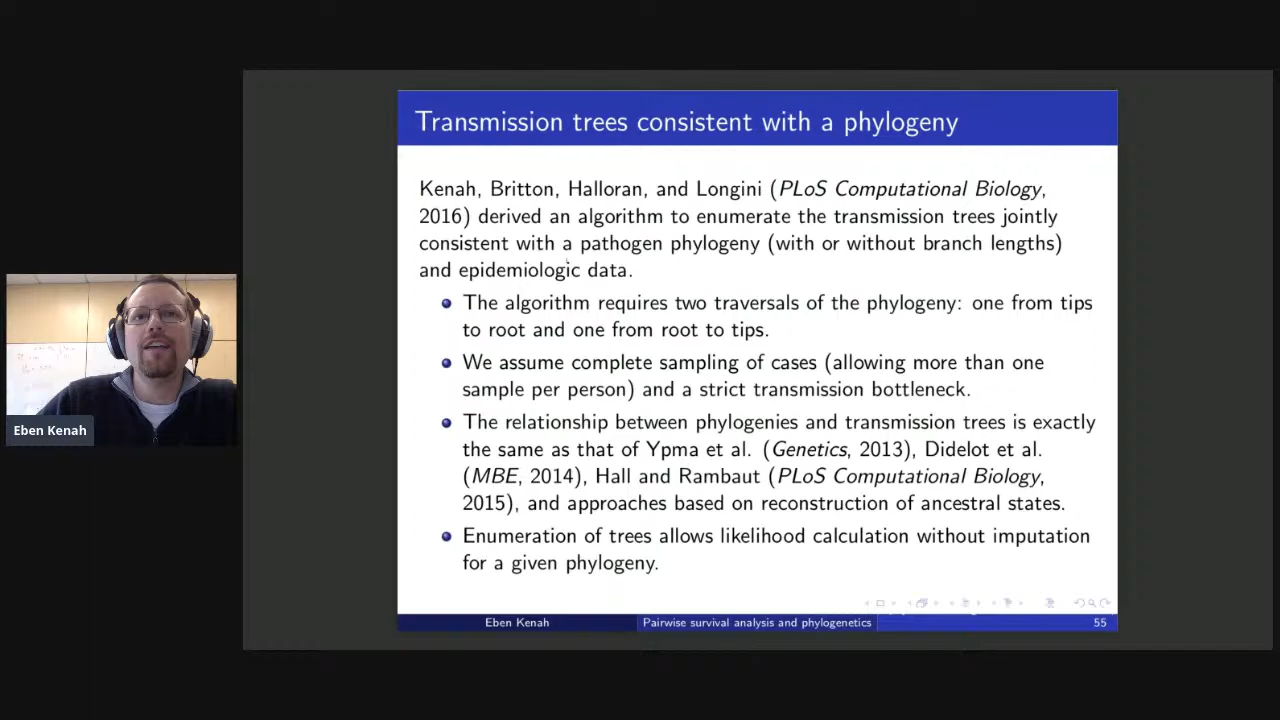 Transmission trees consistent with a phylogeny
Kenah, Britton, Halloran, and Longini (PLoS Computational Biology,
2016) derived an algorithm to enumerate the transmission trees jointly
consistent with a pathogen phylogeny (with or without branch lengths)
and epidemiologic data.
The algorithm requires two traversals of the phylogeny: one from tips
to root and one from root to tips.
We assume complete sampling of cases (allowing more than one
sample per person) and a strict transmission bottleneck.
The relationship between phylogenies and transmission trees is exactly
the same as that of Ypma et al. (Genetics, 2013), Didelot et al.
(MBE, 2014), Hall and Rambaut (PLoS Computational Biology,
2015), and approaches based on reconstruction of ancestral states.
Enumeration of trees allows likelihood calculation without imputation
for a given phylogeny.
Eben Kenah
Pairwise survival analysis and phylogenetics
55
Eben Kenah